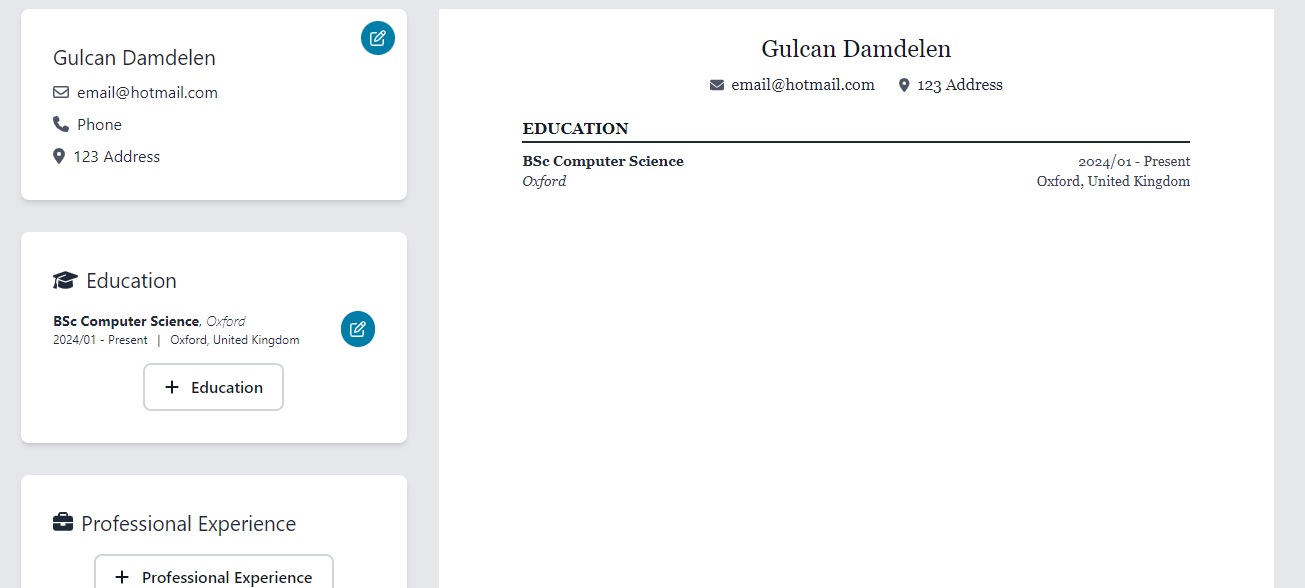 Gulcan Damdelen
email@hotmail.com
Phone
123 Address
Education
BSc Computer Science, Oxford
2024/01 - Present | Oxford, United Kingdom
Education
Professional Experience
Professional Experience
Gulcan Damdelen
email@hotmail.com 123 Address
EDUCATION
BSc Computer Science 2024/01 - Present
Oxford Oxford, United Kingdom